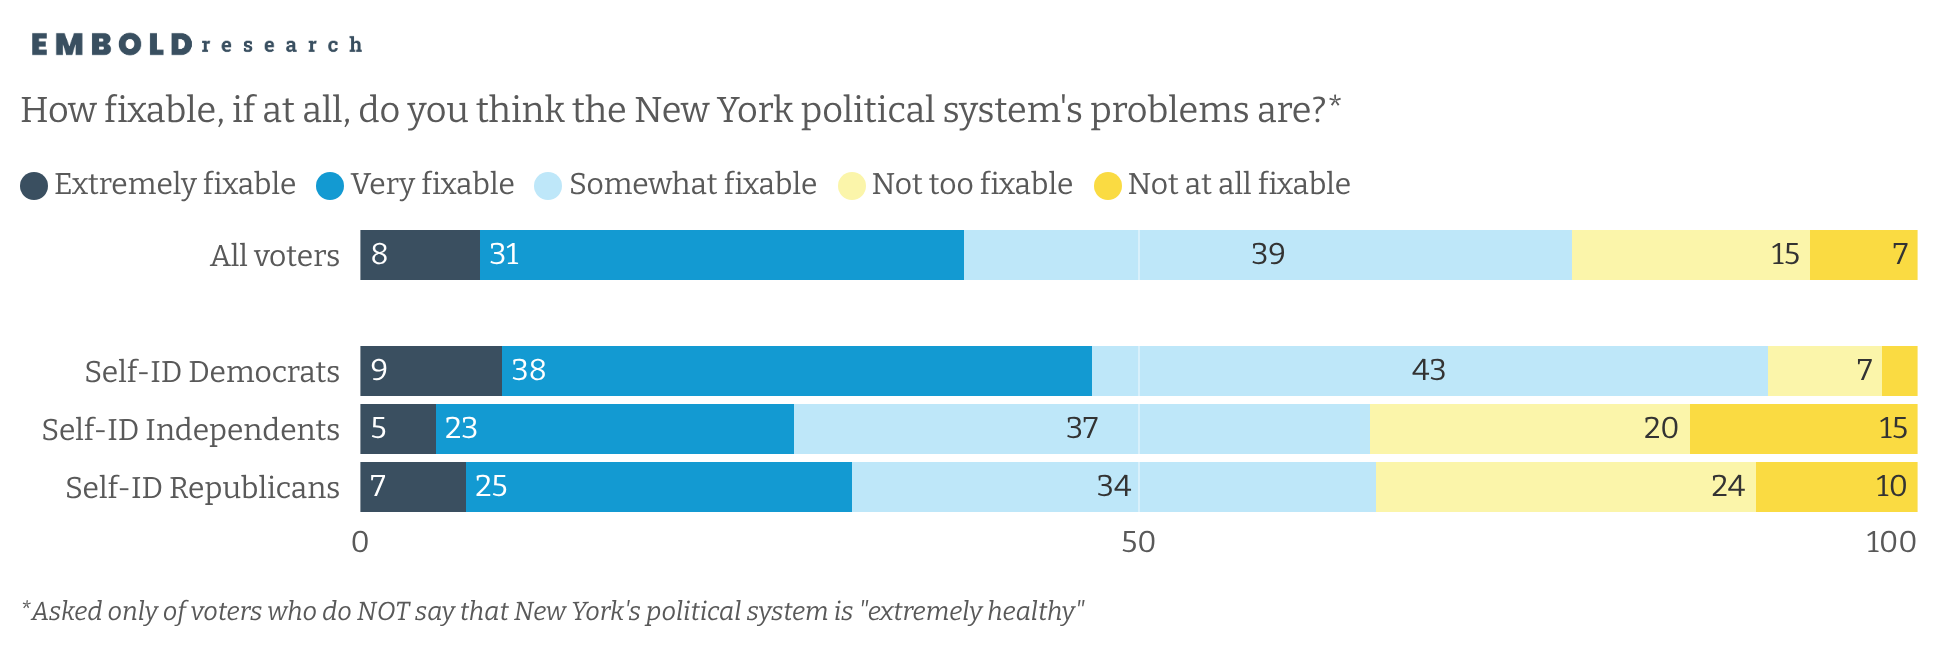 EMBOLD research
How fixable, if at all, do you think the New York political system's problems are?*
Extremely fixable Very fixable Somewhat fixable Not too fixable Not at all fixable
All voters 8 31 39 15 7
Self-ID Democrats 9 38 43 7
Self-ID Independents 5 23 37 20 15
Self-ID Republicans 7 25 34 24 10
0 50 100
*Asked only of voters who do NOT say that New York's political system is "extremely healthy"